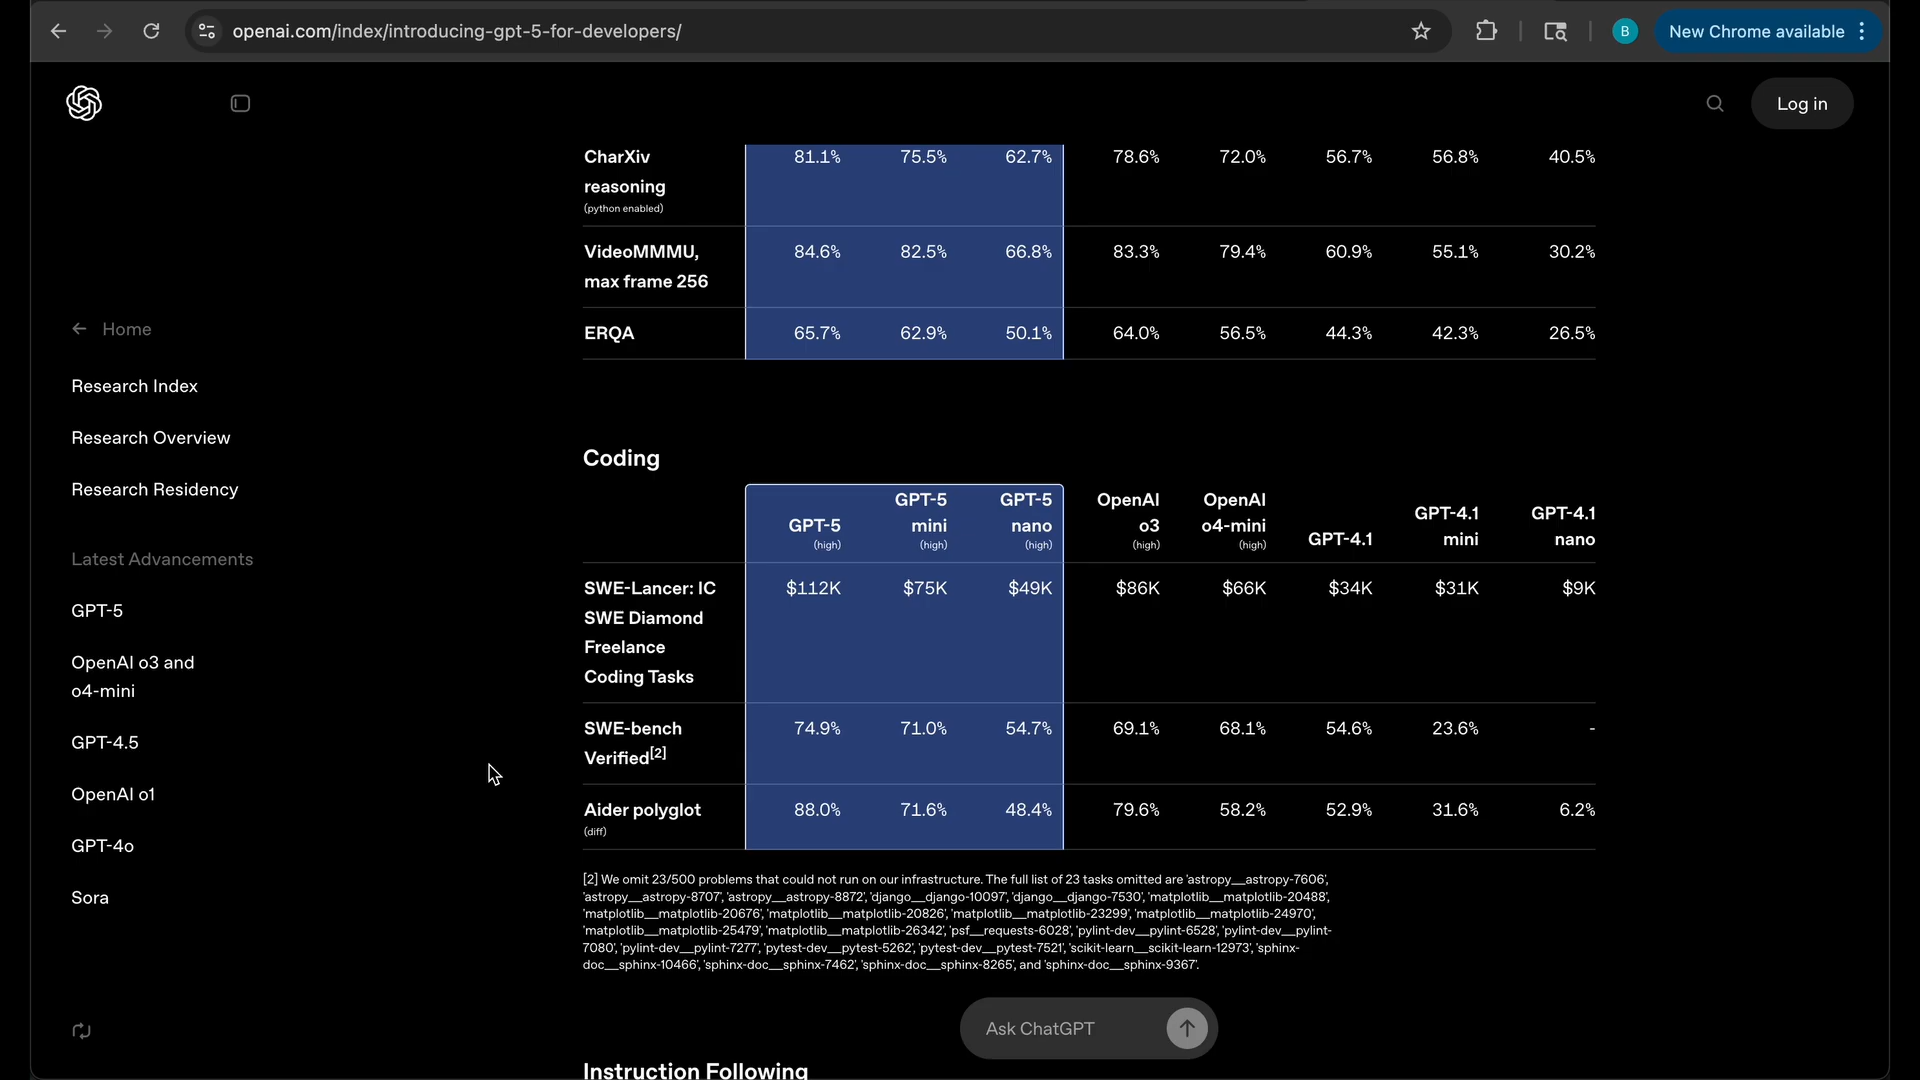 openai.com/index/introducing-gpt-5-for-developers/
B
New Chrome available
Log in
Home
Research Index
Research Overview
Research Residency
Latest Advancements
GPT-5
OpenAI o3 and
o4-mini
GPT-4.5
OpenAI o1
GPT-4o
Sora
CharXiv 81.1% 75.5% 62.7% 78.6% 72.0% 56.7% 56.8% 40.5%
reasoning
(python enabled)
VideoMMMU, 84.6% 82.5% 66.8% 83.3% 79.4% 60.9% 55.1% 30.2%
max frame 256
ERQA 65.7% 62.9% 50.1% 64.0% 56.5% 44.3% 42.3% 26.5%
Coding
GPT-5 (high)
GPT-5 mini (high)
GPT-5 nano (high)
OpenAI o3 (high)
OpenAI o4-mini (high)
GPT-4.1
GPT-4.1 mini
GPT-4.1 nano
SWE-Lancer: IC $112K $75K $49K $86K $66K $34K $31K $9K
SWE Diamond
Freelance
Coding Tasks
SWE-bench 74.9% 71.0% 54.7% 69.1% 68.1% 54.6% 23.6% -
Verified[2]
Aider polyglot 88.0% 71.6% 48.4% 79.6% 58.2% 52.9% 31.6% 6.2%
(diff)
[2] We omit 23/500 problems that could not run on our infrastructure. The full list of 23 tasks omitted are 'astropy__astropy-7606',
'astropy__astropy-8707', 'astropy__astropy-8872', 'django__django-10097', 'django__django-7530', 'matplotlib__matplotlib-20488',
'matplotlib__matplotlib-20676', 'matplotlib__matplotlib-20826', 'matplotlib__matplotlib-23299', 'matplotlib__matplotlib-24970',
'matplotlib__matplotlib-25479', 'matplotlib__matplotlib-26342', 'psf__requests-6028', 'pylint-dev__pylint-6528', 'pylint-dev__pylint-
7080', 'pylint-dev__pylint-7277', 'pytest-dev__pytest-5262', 'pytest-dev__pytest-7521', 'scikit-learn__scikit-learn-12973', 'sphinx-
doc__sphinx-10466', 'sphinx-doc__sphinx-7462', 'sphinx-doc__sphinx-8265', and 'sphinx-doc__sphinx-9367'.
Ask ChatGPT
Instruction Following